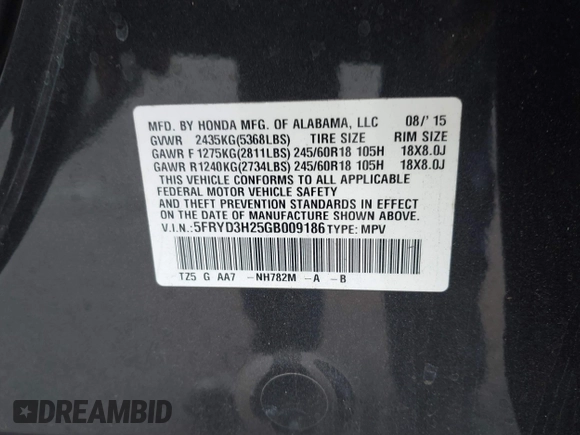 MFD. BY HONDA MFG. OF ALABAMA, LLC 08/'15
GVWR 2435KG(5368LBS) TIRE SIZE RIM SIZE
GAWR F 1275KG(2811LBS) 245/60R18 105H 18X8.0J
GAWR R 1240KG(2734LBS) 245/60R18 105H 18X8.0J
THIS VEHICLE CONFORMS TO ALL APPLICABLE
FEDERAL MOTOR VEHICLE SAFETY
AND THEFT PREVENTION STANDARDS IN EFFECT
ON THE DATE OF MANUFACTURE SHOWN ABOVE.
V.I.N.: 5FRYD3H25GB009186 TYPE: MPV
TZ5 G AA7 -NH782M -A -B
DREAMBID